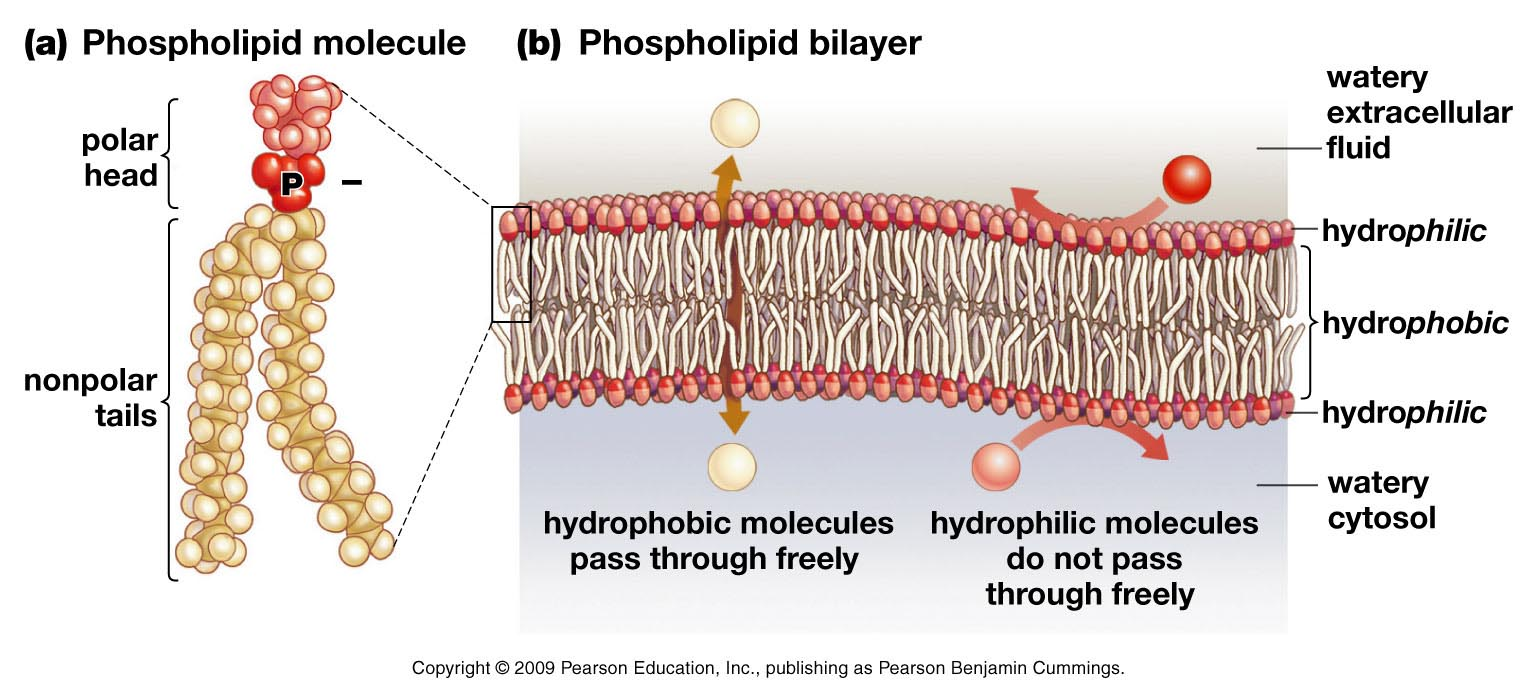 (a) Phospholipid molecule
(b) Phospholipid bilayer
polar
head
P
–
nonpolar
tails
watery
extracellular
fluid
hydrophilic
hydrophobic
hydrophilic
watery
cytosol
hydrophobic molecules
pass through freely
hydrophilic molecules
do not pass
through freely
Copyright © 2009 Pearson Education, Inc., publishing as Pearson Benjamin Cummings.